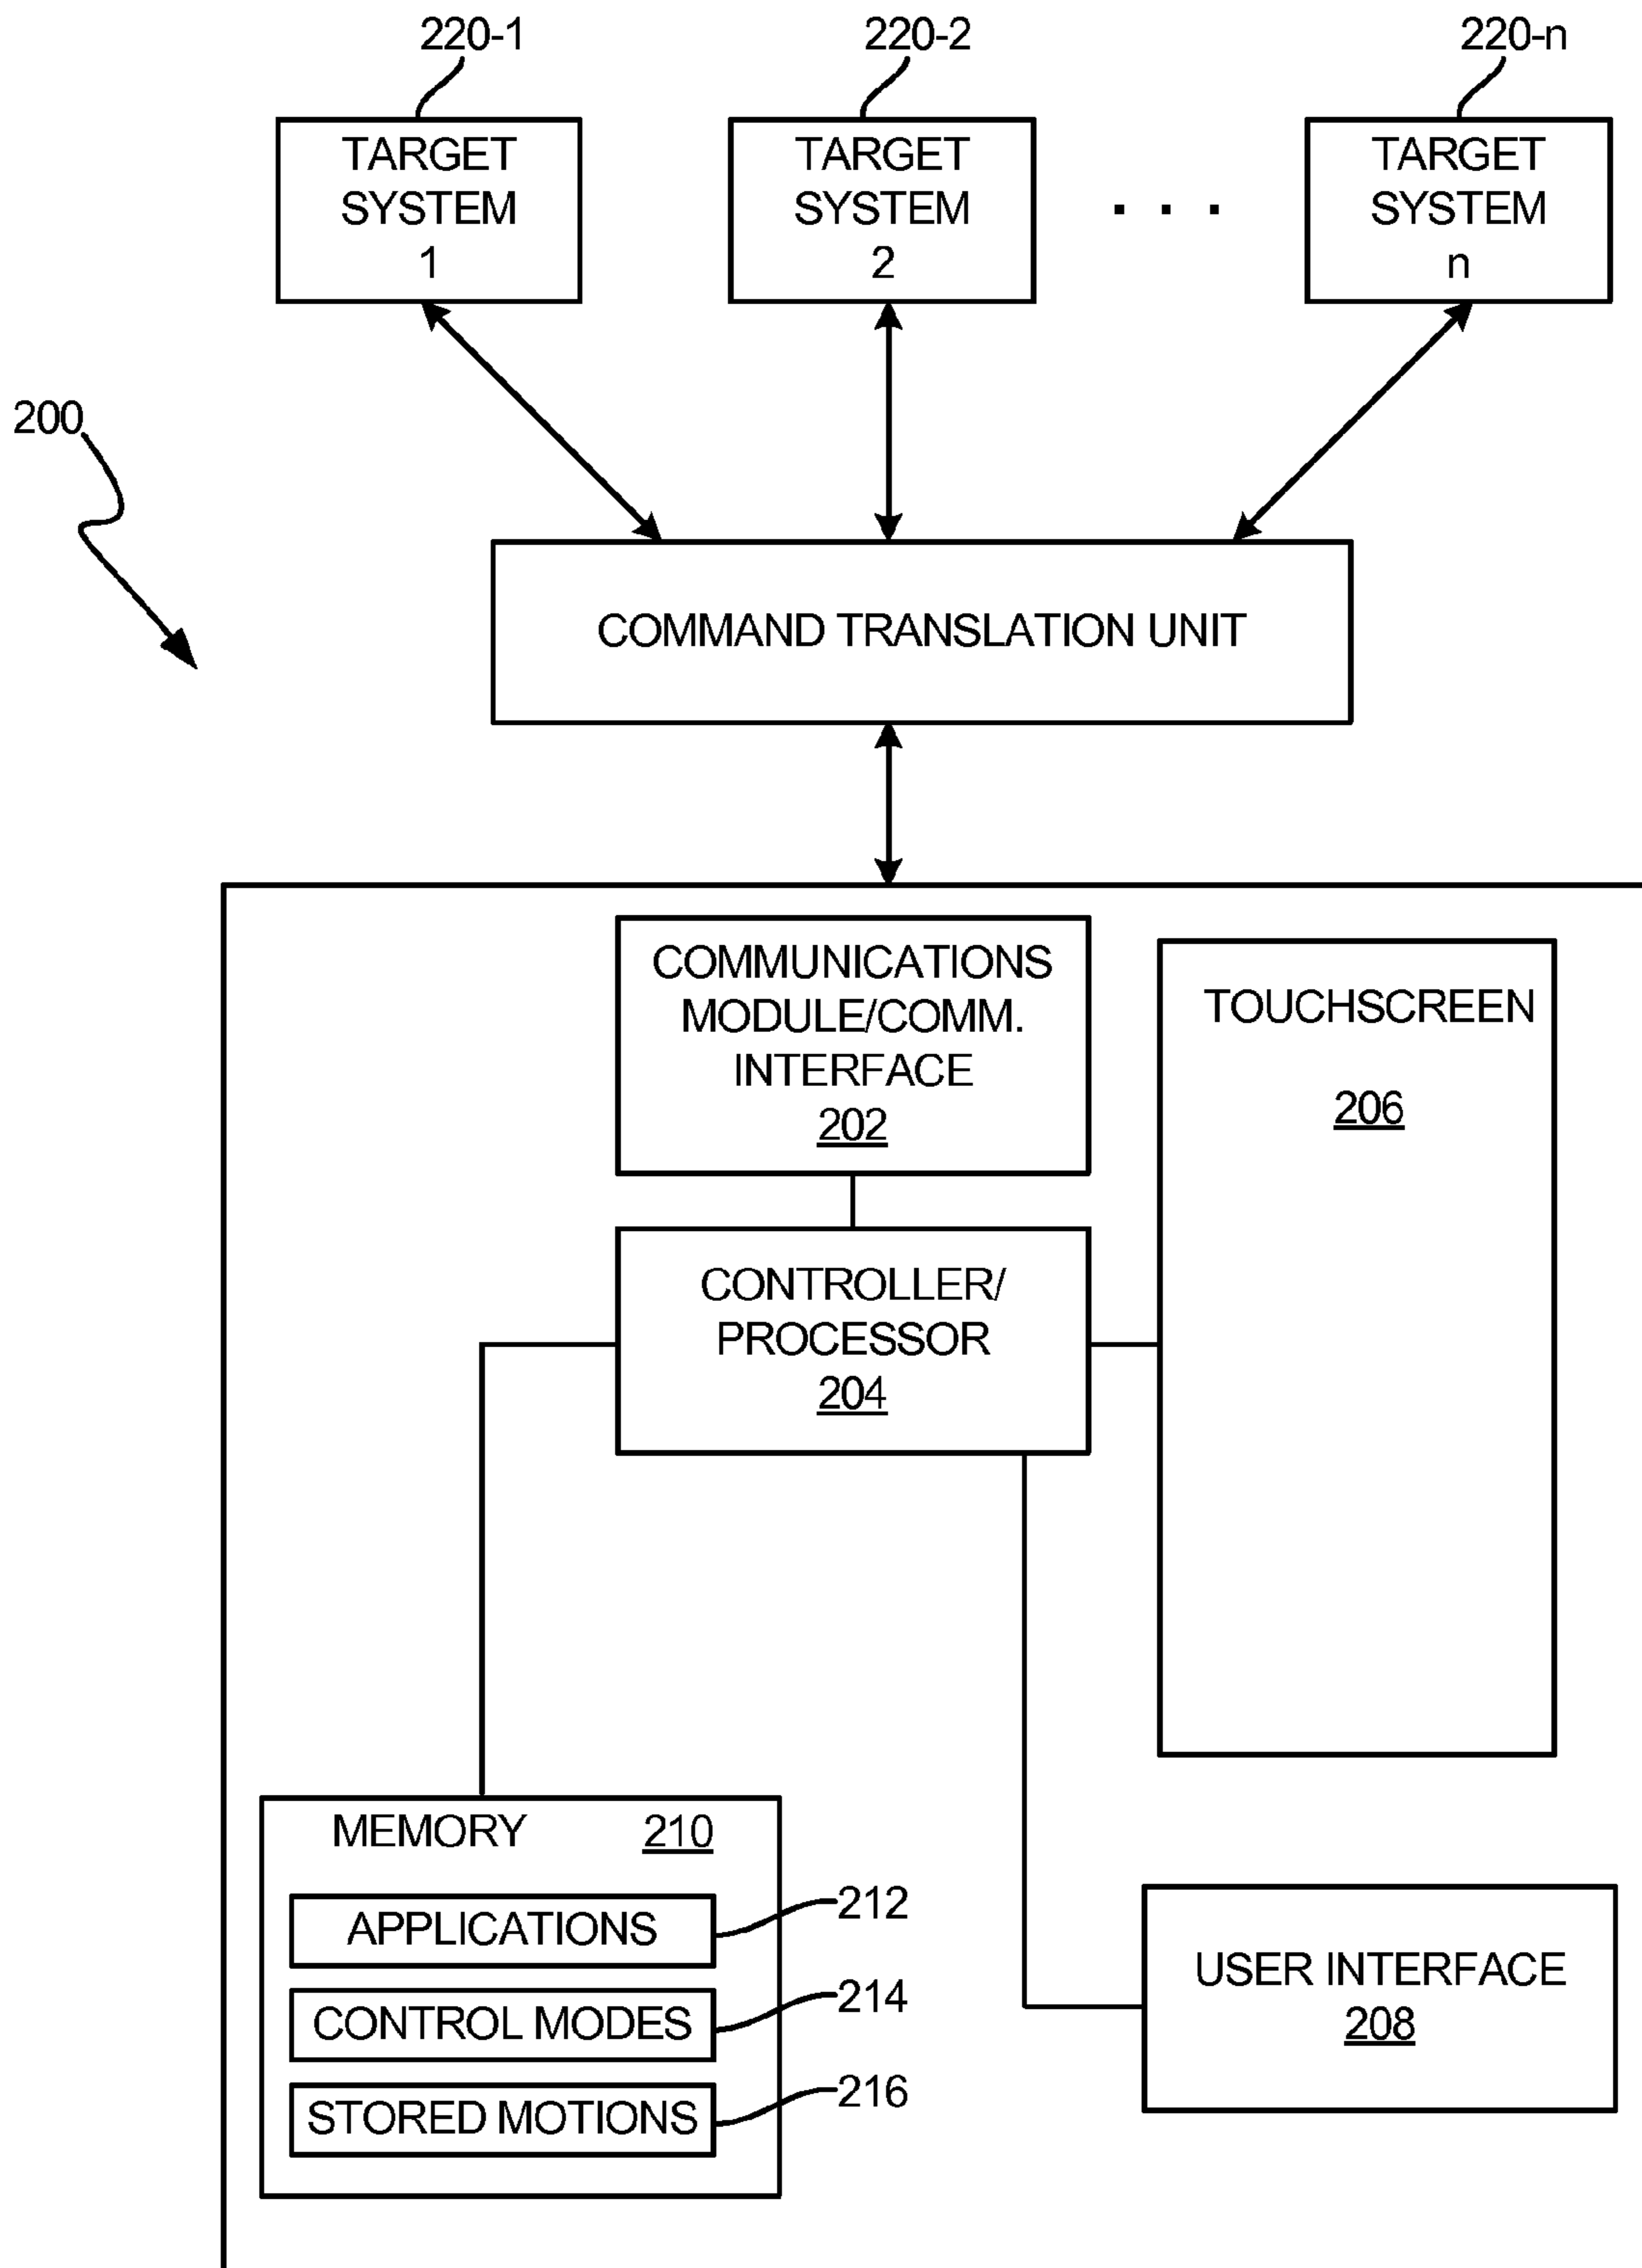 220-1
220-2
220-n
TARGET
SYSTEM
1
TARGET
SYSTEM
2
. . .
TARGET
SYSTEM
n
200
COMMAND TRANSLATION UNIT
COMMUNICATIONS
MODULE/COMM.
INTERFACE
202
TOUCHSCREEN
206
CONTROLLER/
PROCESSOR
204
MEMORY 210
APPLICATIONS
212
CONTROL MODES
214
STORED MOTIONS
216
USER INTERFACE
208